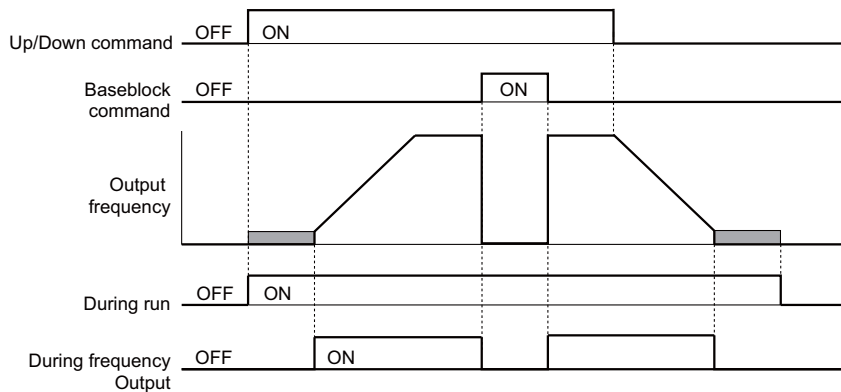 Up/Down command
OFF
ON
Baseblock
command
OFF
ON
Output
frequency
During run
OFF
ON
During frequency
Output
OFF
ON